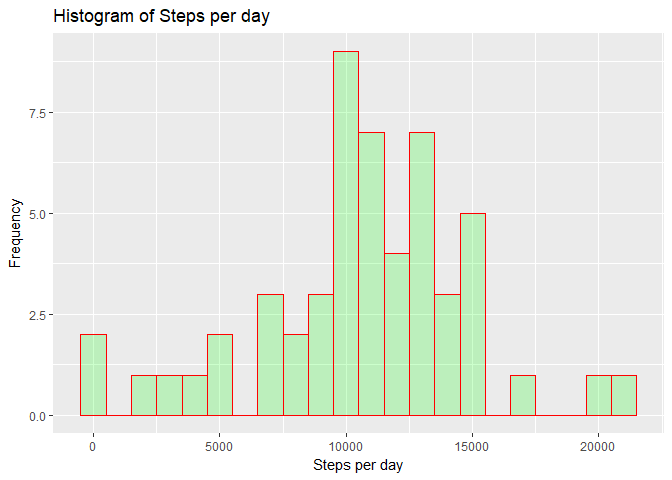 Histogram of Steps per day
7.5
5.0
2.5
0.0
Frequency
0 5000 10000 15000 20000
Steps per day